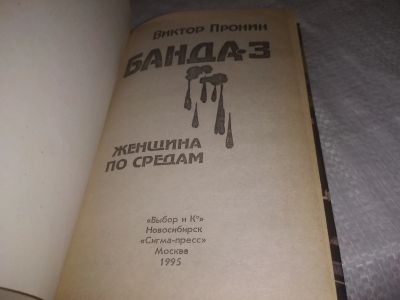 ВИКТОР ПРОНИН
БАНДА-3
ЖЕНЩИНА
ПО СРЕДАМ
«Выбор и К°»
Новосибирск
«Сигма-пресс»
Москва
1995